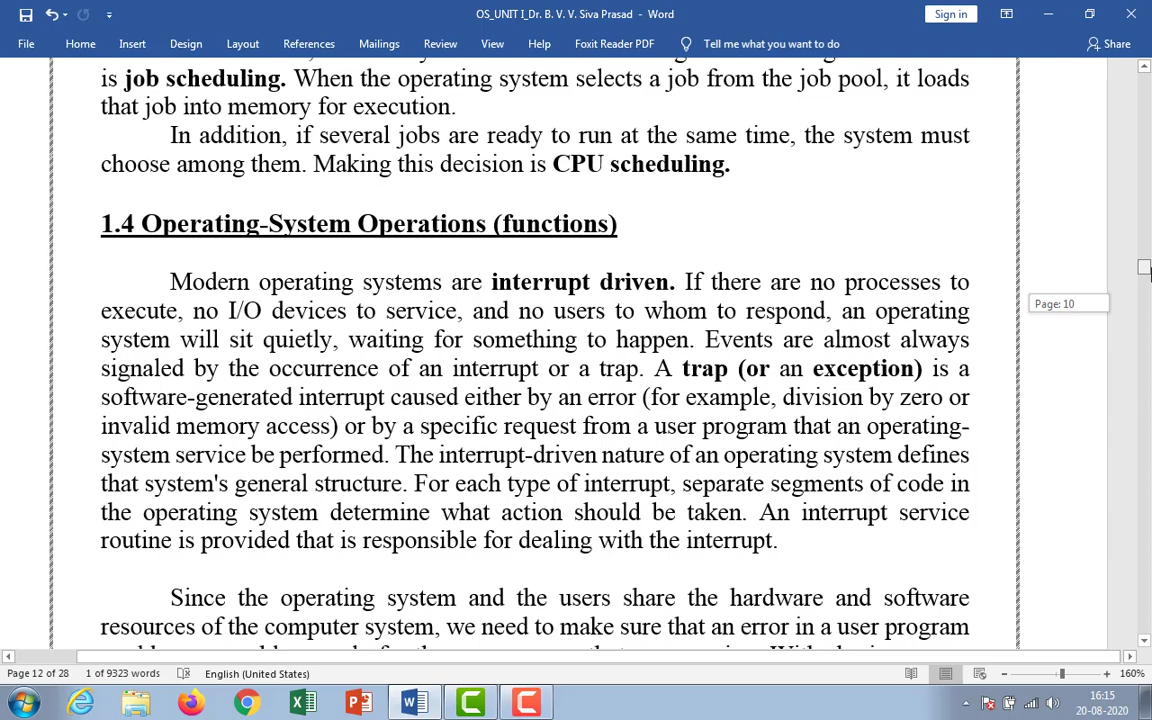 OS_UNIT I_Dr. B. V. V. Siva Prasad - Word
Sign in
File Home Insert Design Layout References Mailings Review View Help Foxit Reader PDF Tell me what you want to do Share
is job scheduling. When the operating system selects a job from the job pool, it loads
that job into memory for execution.
In addition, if several jobs are ready to run at the same time, the system must
choose among them. Making this decision is CPU scheduling.
1.4 Operating-System Operations (functions)
Modern operating systems are interrupt driven. If there are no processes to
execute, no I/O devices to service, and no users to whom to respond, an operating
system will sit quietly, waiting for something to happen. Events are almost always
signaled by the occurrence of an interrupt or a trap. A trap (or an exception) is a
software-generated interrupt caused either by an error (for example, division by zero or
invalid memory access) or by a specific request from a user program that an operating-
system service be performed. The interrupt-driven nature of an operating system defines
that system's general structure. For each type of interrupt, separate segments of code in
the operating system determine what action should be taken. An interrupt service
routine is provided that is responsible for dealing with the interrupt.
Since the operating system and the users share the hardware and software
resources of the computer system, we need to make sure that an error in a user program
Page: 10
Page 12 of 28 1 of 9323 words English (United States) 160%
16:15
20-08-2020